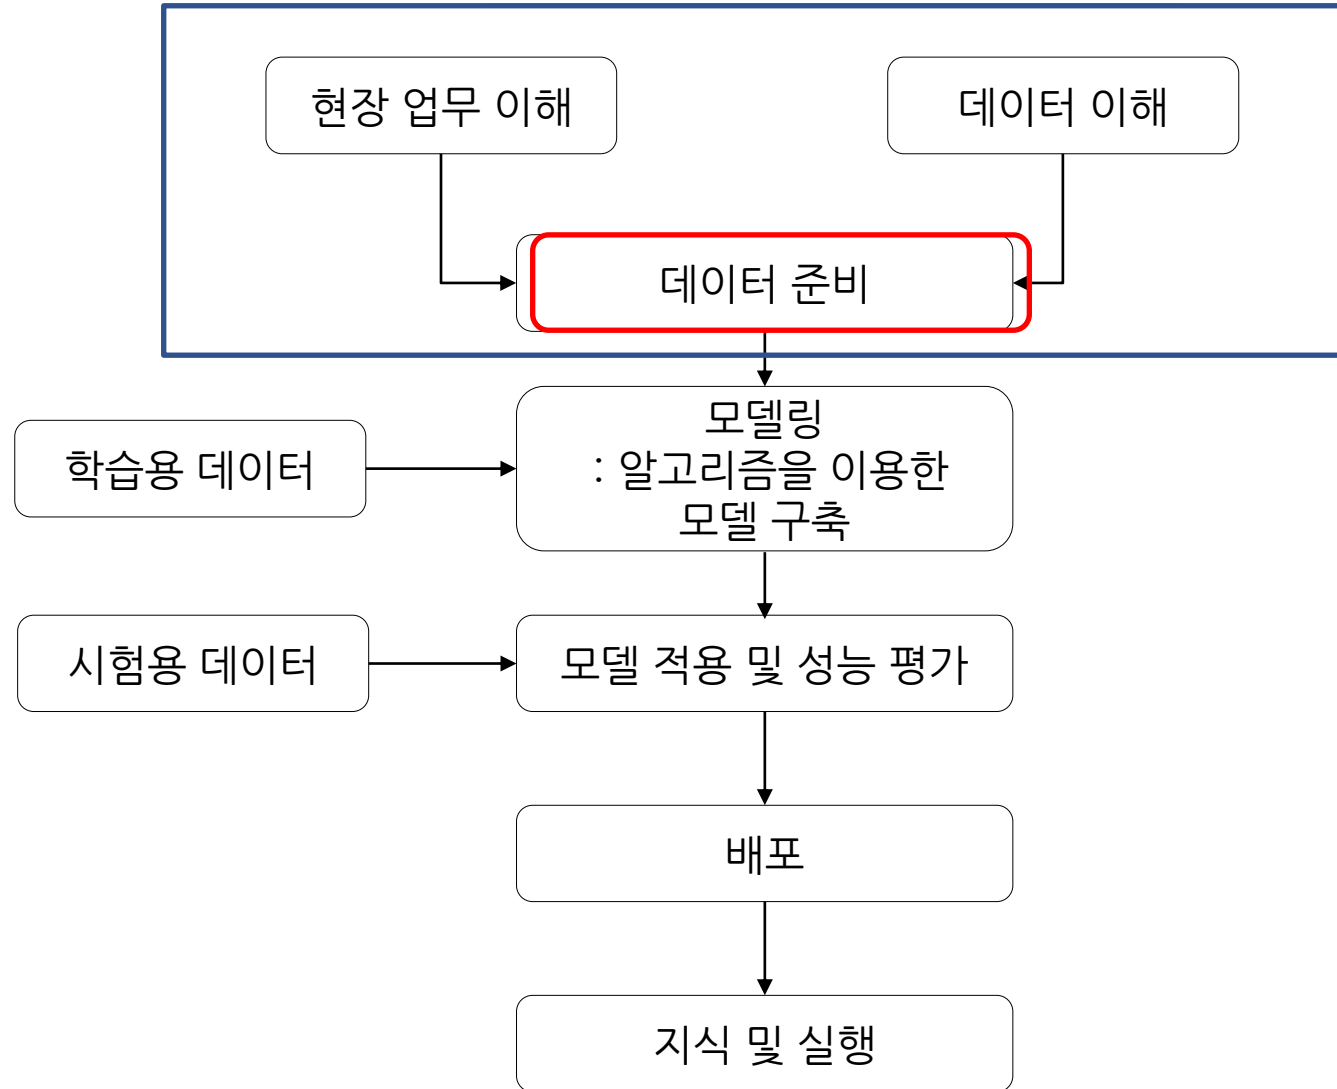 현장 업무 이해
데이터 이해
데이터 준비
모델링
: 알고리즘을 이용한
모델 구축
학습용 데이터
시험용 데이터
모델 적용 및 성능 평가
배포
지식 및 실행